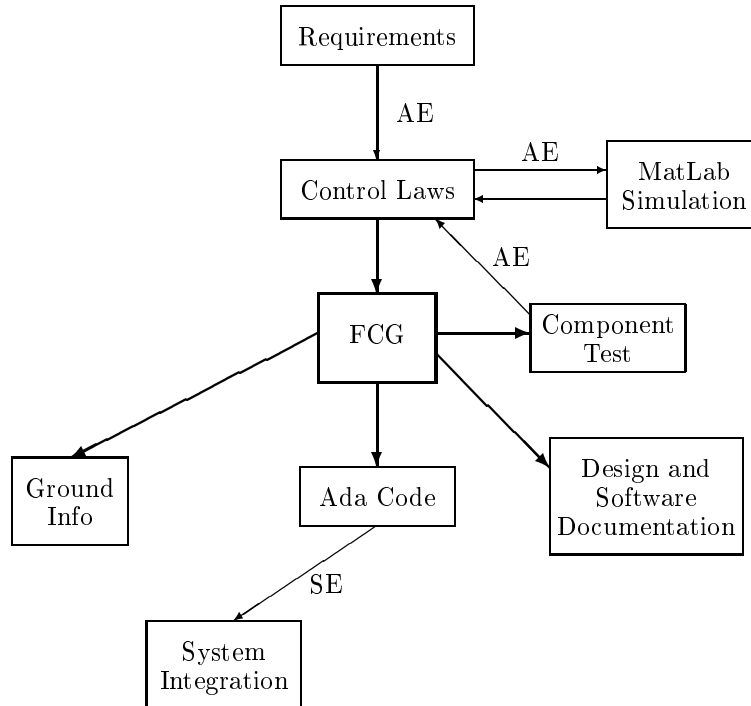 Requirements
AE
AE
MatLab
Simulation
Control Laws
AE
FCG
Component
Test
Ground
Info
Ada Code
Design and
Software
Documentation
SE
System
Integration